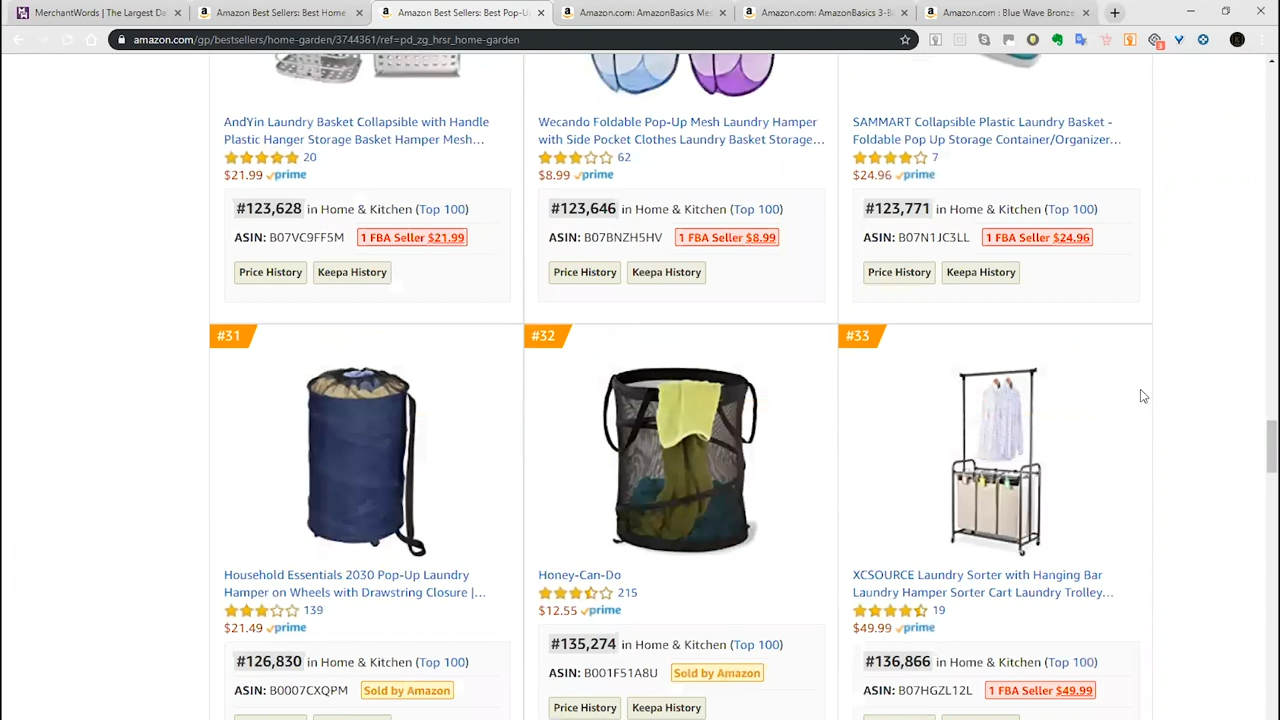 MerchantWords | The Largest Da
Amazon Best Sellers: Best Home
Amazon Best Sellers: Best Pop-U
Amazon.com: AmazonBasics Mes
Amazon.com: AmazonBasics 3-B
Amazon.com : Blue Wave Bronze
amazon.com/gp/bestsellers/home-garden/3744361/ref=pd_zg_hrsr_home-garden
AndYin Laundry Basket Collapsible with Handle
Plastic Hanger Storage Basket Hamper Mesh…
20
$21.99 prime
#123,628 in Home & Kitchen (Top 100)
ASIN: B07VC9FF5M 1 FBA Seller $21.99
Price History Keepa History
Wecando Foldable Pop-Up Mesh Laundry Hamper
with Side Pocket Clothes Laundry Basket Storage…
62
$8.99 prime
#123,646 in Home & Kitchen (Top 100)
ASIN: B07BNZH5HV 1 FBA Seller $8.99
Price History Keepa History
SAMMART Collapsible Plastic Laundry Basket -
Foldable Pop Up Storage Container/Organizer…
7
$24.96 prime
#123,771 in Home & Kitchen (Top 100)
ASIN: B07N1JC3LL 1 FBA Seller $24.96
Price History Keepa History
#31
Household Essentials 2030 Pop-Up Laundry
Hamper on Wheels with Drawstring Closure |…
139
$21.49 prime
#126,830 in Home & Kitchen (Top 100)
ASIN: B0007CXQPM Sold by Amazon
#32
Honey-Can-Do
215
$12.55 prime
#135,274 in Home & Kitchen (Top 100)
ASIN: B001F51A8U Sold by Amazon
Price History Keepa History
#33
XCSOURCE Laundry Sorter with Hanging Bar
Laundry Hamper Sorter Cart Laundry Trolley…
19
$49.99 prime
#136,866 in Home & Kitchen (Top 100)
ASIN: B07HGZL12L 1 FBA Seller $49.99